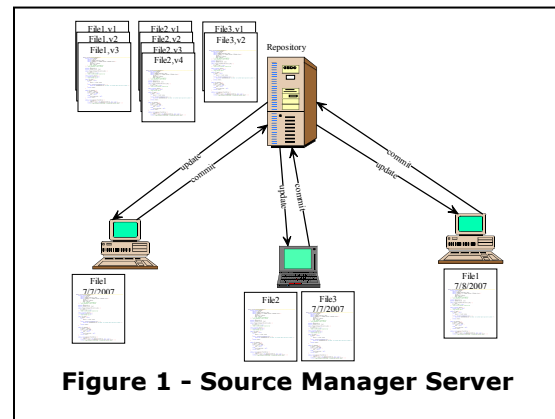 File1,v1
File1,v2
File1,v3
File2,v1
File2,v2
File2,v3
File2,v4
File3,v1
File3,v2
Repository
update
commit
update
commit
commit
update
File1
7/7/2007
File2
File3
7/7/2007
File1
7/8/2007
Figure 1 - Source Manager Server